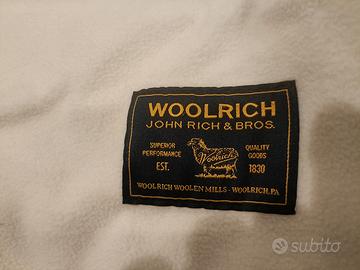 WOOLRICH
JOHN RICH & BROS.
SUPERIOR PERFORMANCE
EST.
Woolrich
QUALITY GOODS
1830
WOOLRICH WOOLEN MILLS - WOOLRICH, PA
subito